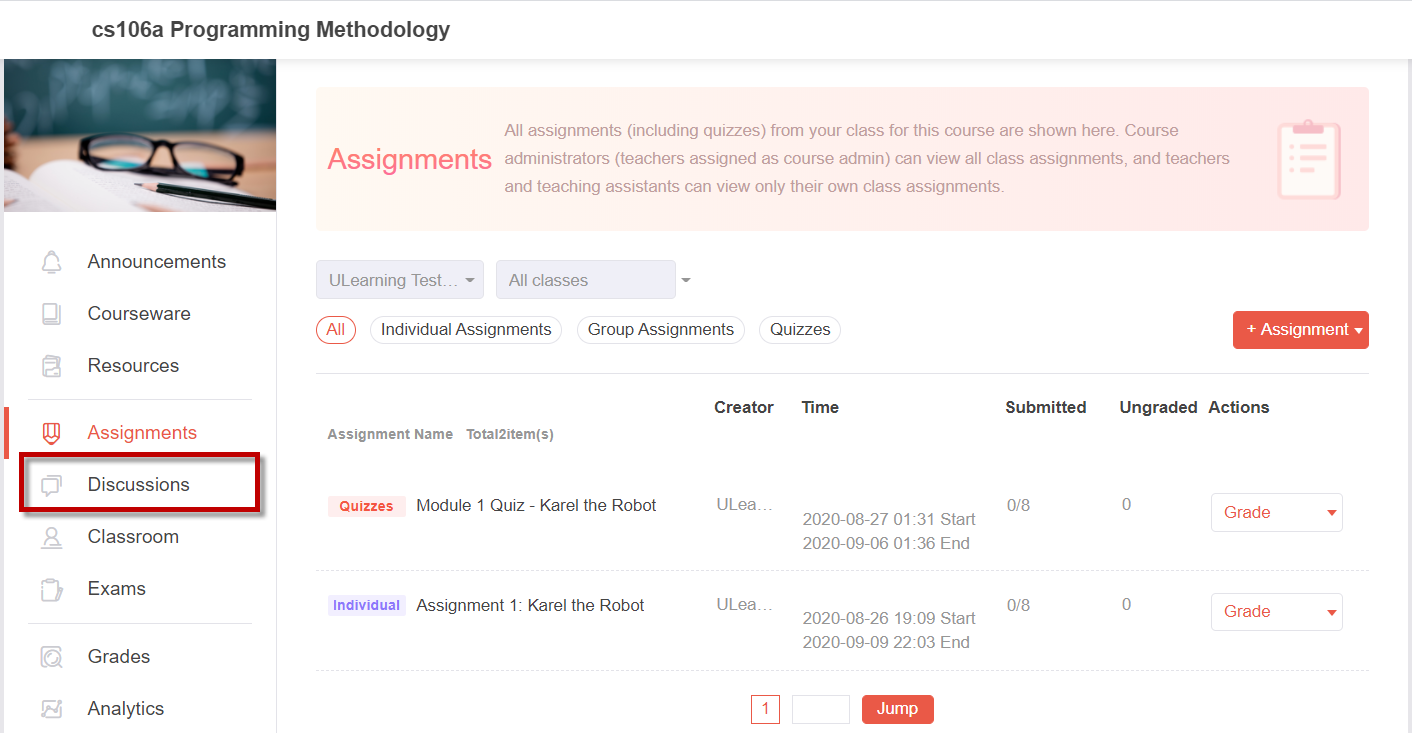 cs106a Programming Methodology
Announcements
Courseware
Resources
Assignments
Discussions
Classroom
Exams
Grades
Analytics
Assignments
All assignments (including quizzes) from your class for this course are shown here. Course
administrators (teachers assigned as course admin) can view all class assignments, and teachers
and teaching assistants can view only their own class assignments.
ULearning Test… All classes
All Individual Assignments Group Assignments Quizzes + Assignment
Creator Time Submitted Ungraded Actions
Assignment Name Total2item(s)
Quizzes Module 1 Quiz - Karel the Robot ULea… 0/8 0 Grade
2020-08-27 01:31 Start
2020-09-06 01:36 End
Individual Assignment 1: Karel the Robot ULea… 0/8 0 Grade
2020-08-26 19:09 Start
2020-09-09 22:03 End
1 Jump